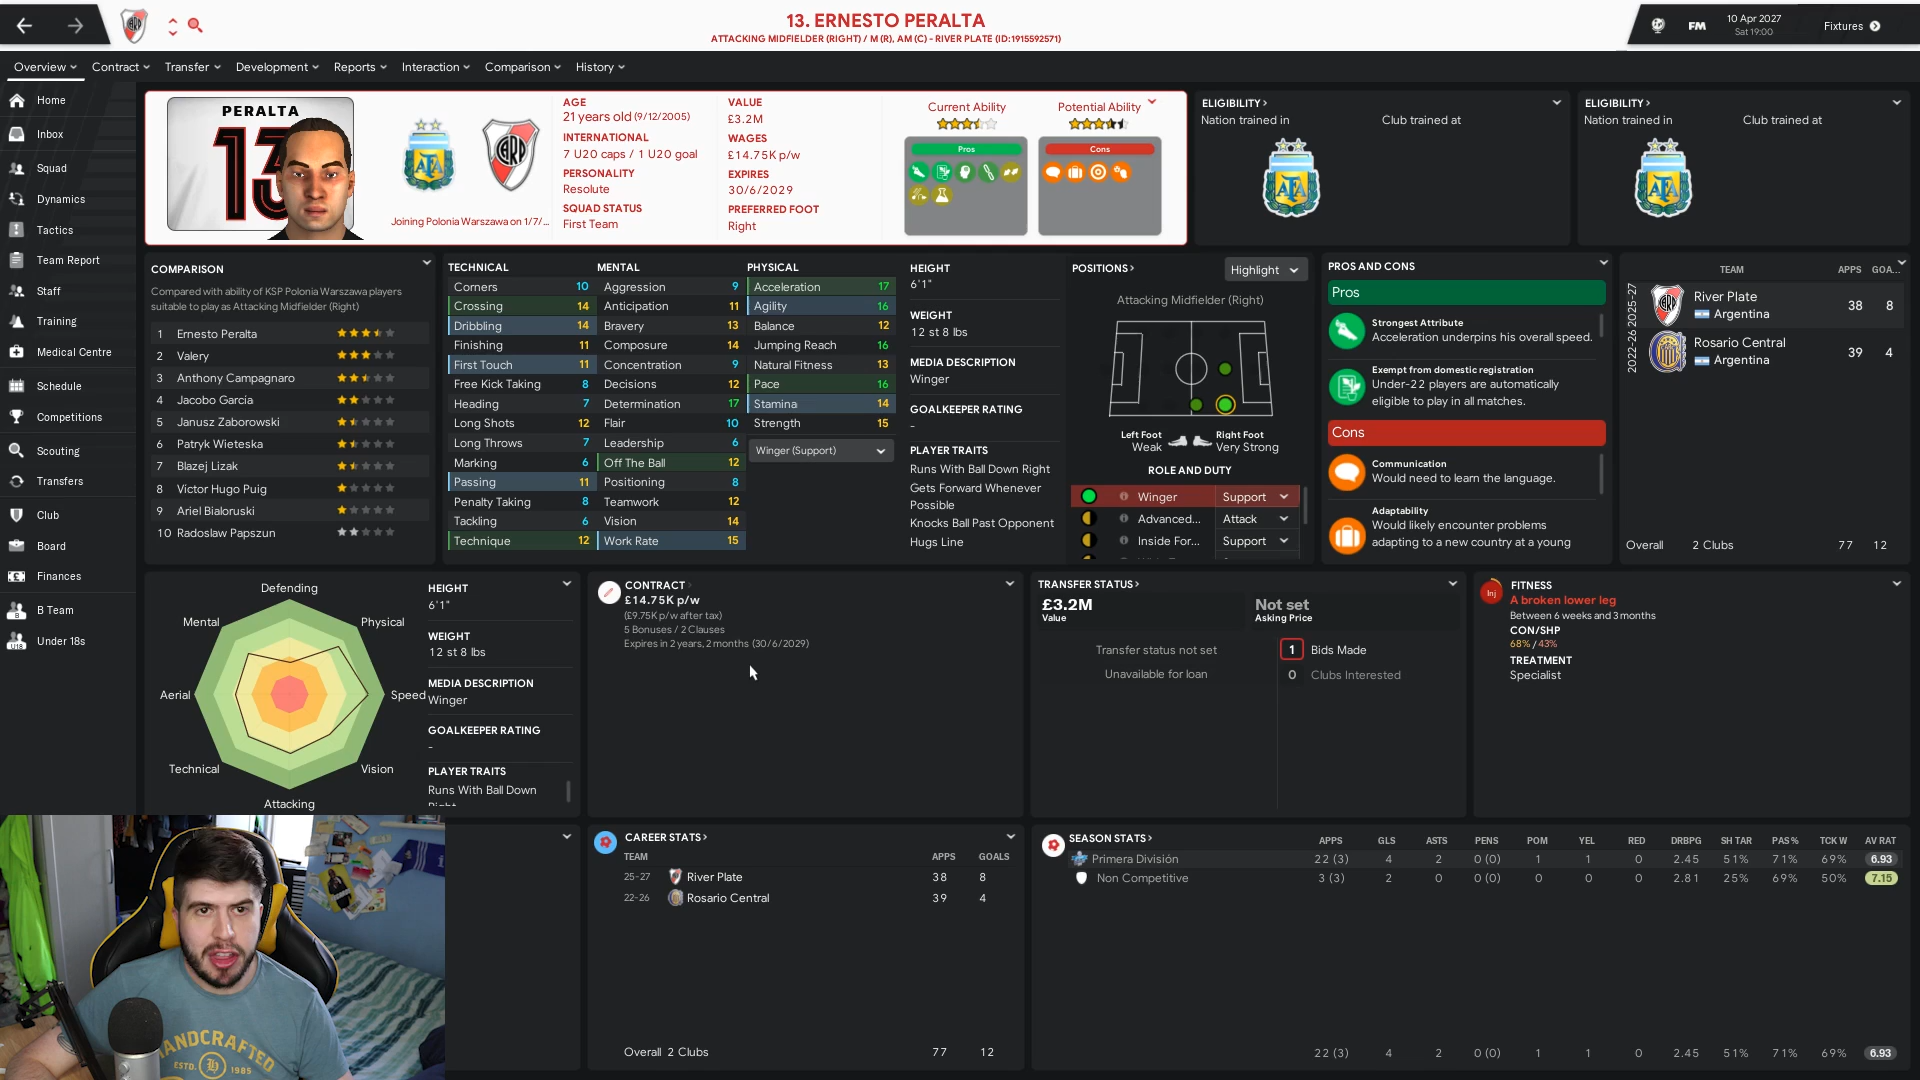 13. ERNESTO PERALTA
ATTACKING MIDFIELDER (RIGHT) / M (R), AM (C) - RIVER PLATE (ID:1915592571)
FM
10 Apr 2027
Sat 19:00
Fixtures
Overview
Contract
Transfer
Development
Reports
Interaction
Comparison
History
Home
Inbox
Squad
Dynamics
Tactics
Team Report
Staff
Training
Medical Centre
Schedule
Competitions
Scouting
Transfers
Club
Board
Finances
B Team
Under 18s
PERALTA
13
Joining Polonia Warszawa on 1/7/...
AGE
21 years old (9/12/2005)
INTERNATIONAL
7 U20 caps / 1 U20 goal
PERSONALITY
Resolute
SQUAD STATUS
First Team
VALUE
£3.2M
WAGES
£14.75K p/w
EXPIRES
30/6/2029
PREFERRED FOOT
Right
Current Ability
Pros
Potential Ability
Cons
ELIGIBILITY >
Nation trained in Club trained at
ELIGIBILITY >
Nation trained in Club trained at
COMPARISON
Compared with ability of KSP Polonia Warszawa players
suitable to play as Attacking Midfielder (Right)
1 Ernesto Peralta
2 Valery
3 Anthony Campagnaro
4 Jacobo García
5 Janusz Zaborowski
6 Patryk Wieteska
7 Blazej Lizak
8 Víctor Hugo Puig
9 Ariel Bialoruski
10 Radoslaw Papszun
TECHNICAL
Corners 10
Crossing 14
Dribbling 14
Finishing 11
First Touch 11
Free Kick Taking 8
Heading 7
Long Shots 12
Long Throws 7
Marking 6
Passing 11
Penalty Taking 8
Tackling 6
Technique 12
MENTAL
Aggression 9
Anticipation 11
Bravery 13
Composure 14
Concentration 9
Decisions 12
Determination 17
Flair 10
Leadership 6
Off The Ball 12
Positioning 8
Teamwork 12
Vision 14
Work Rate 15
PHYSICAL
Acceleration 17
Agility 16
Balance 12
Jumping Reach 16
Natural Fitness 13
Pace 16
Stamina 14
Strength 15
Winger (Support)
HEIGHT
6'1"
WEIGHT
12 st 8 lbs
MEDIA DESCRIPTION
Winger
GOALKEEPER RATING
-
PLAYER TRAITS
Runs With Ball Down Right
Gets Forward Whenever
Possible
Knocks Ball Past Opponent
Hugs Line
POSITIONS >
Highlight
Attacking Midfielder (Right)
Left Foot
Weak
Right Foot
Very Strong
ROLE AND DUTY
Winger Support
Advanced... Attack
Inside For... Support
PROS AND CONS
Pros
Strongest Attribute
Acceleration underpins his overall speed.
Exempt from domestic registration
Under-22 players are automatically
eligible to play in all matches.
Cons
Communication
Would need to learn the language.
Adaptability
Would likely encounter problems
adapting to a new country at a young
TEAM APPS GOA...
2025-27
River Plate
Argentina
38 8
2022-26
Rosario Central
Argentina
39 4
Overall 2 Clubs 77 12
Defending
Physical
Speed
Vision
Attacking
Technical
Aerial
Mental
HEIGHT
6'1"
WEIGHT
12 st 8 lbs
MEDIA DESCRIPTION
Winger
GOALKEEPER RATING
-
PLAYER TRAITS
Runs With Ball Down
Right
CONTRACT >
£14.75K p/w
(£9.75K p/w after tax)
5 Bonuses / 2 Clauses
Expires in 2 years, 2 months (30/6/2029)
TRANSFER STATUS >
£3.2M
Value
Not set
Asking Price
Transfer status not set
Unavailable for loan
1 Bids Made
0 Clubs Interested
Inj
FITNESS
A broken lower leg
Between 6 weeks and 3 months
CON/SHP
68% / 43%
TREATMENT
Specialist
CAREER STATS >
TEAM APPS GOALS
25-27 River Plate 38 8
22-26 Rosario Central 39 4
Overall 2 Clubs 77 12
SEASON STATS > APPS GLS ASTS PENS POM YEL RED DRBPG SH TAR PAS % TCK W AV RAT
Primera División 22 (3) 4 2 0 (0) 1 1 0 2.45 51% 71% 69% 6.93
Non Competitive 3 (3) 2 0 0 (0) 0 0 0 2.81 25% 69% 50% 7.15
22 (3) 4 2 0 (0) 1 1 0 2.45 51% 71% 69% 6.93
HANDCRAFTED
ESTD. 1985